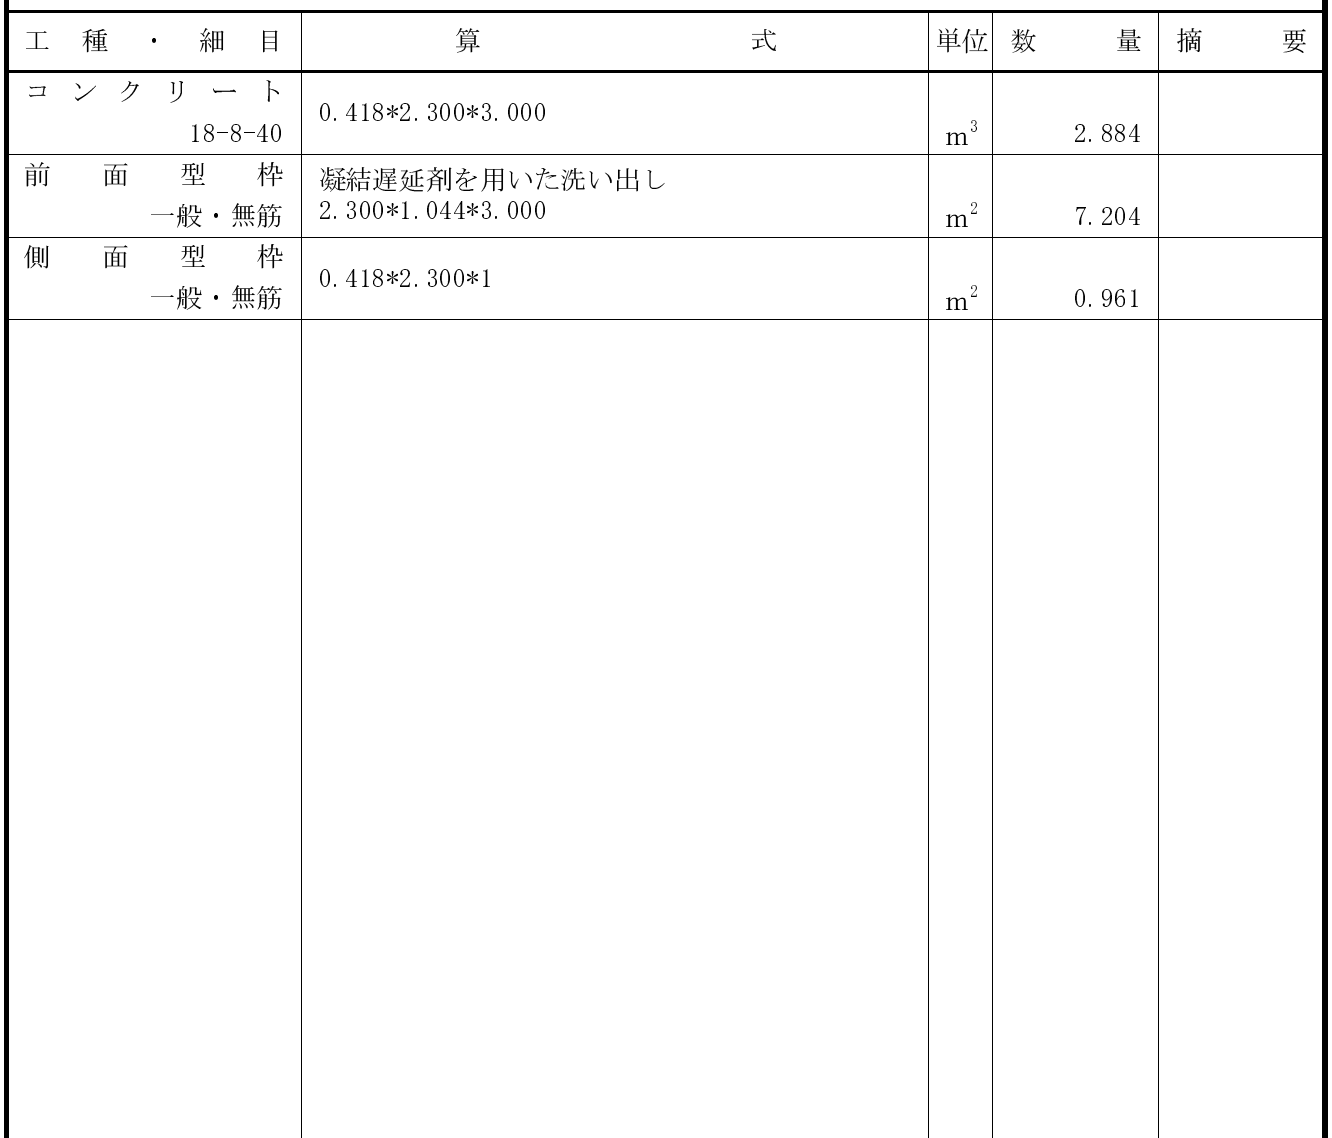 工種・細目 算式 単位 数量 摘要
コンクリート
0.418*2.300*3.000
18-8-40 m3 2.884
前面型枠 凝結遅延剤を用いた洗い出し
一般・無筋 2.300*1.044*3.000 m2 7.204
側面型枠
0.418*2.300*1
一般・無筋 m2 0.961